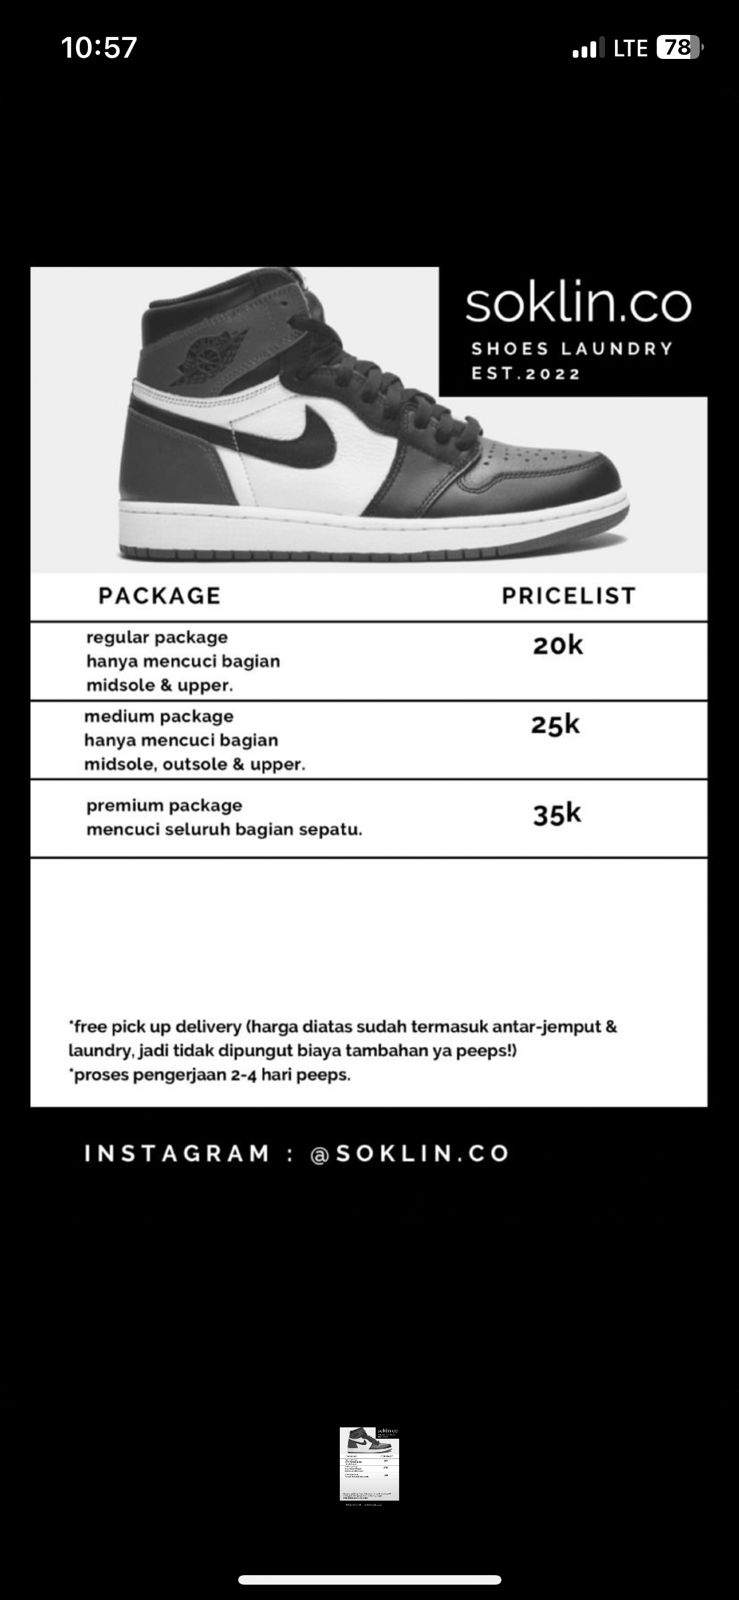 10:57
LTE 78
soklin.co
SHOES LAUNDRY
EST.2022
PACKAGE PRICELIST
regular package
hanya mencuci bagian
midsole & upper.
20k
medium package
hanya mencuci bagian
midsole, outsole & upper.
25k
premium package
mencuci seluruh bagian sepatu.
35k
*free pick up delivery (harga diatas sudah termasuk antar-jemput &
laundry, jadi tidak dipungut biaya tambahan ya peeps!)
*proses pengerjaan 2-4 hari peeps.
INSTAGRAM : @SOKLIN.CO